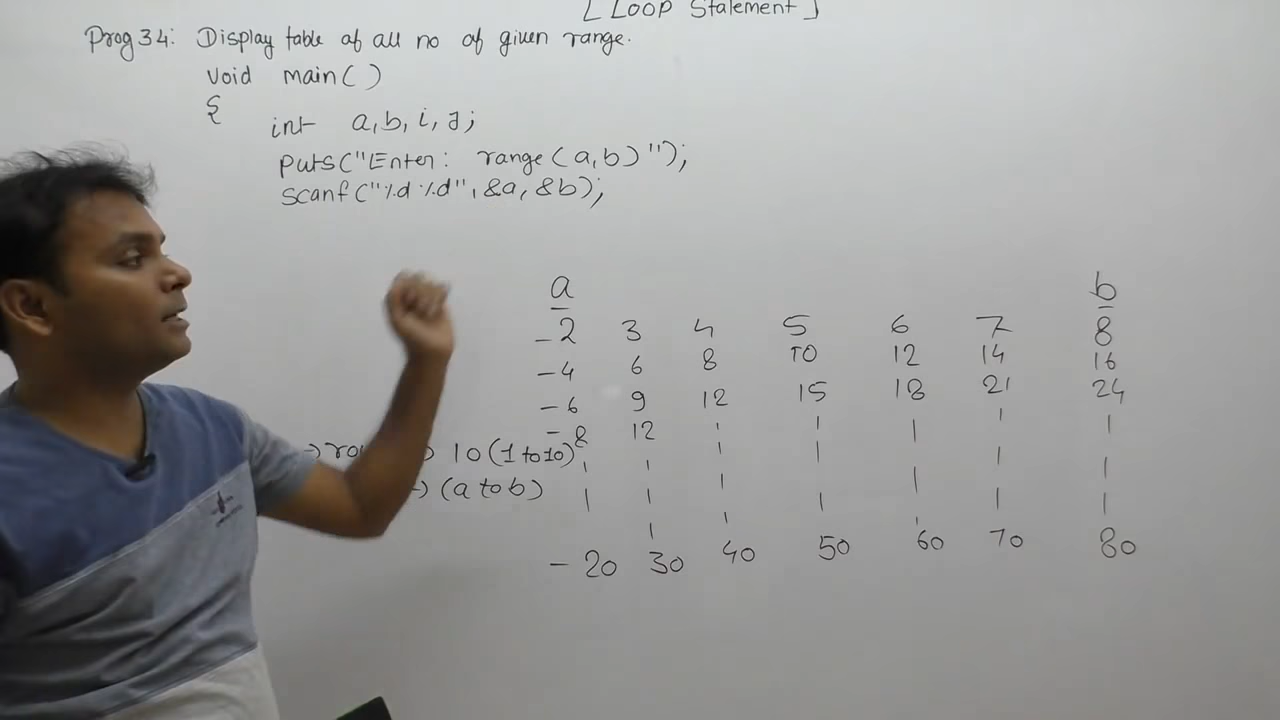 [Loop Statement]
Prog 34: Display table of all no of given range.
void main()
{
int a, b, i, j;
puts("Enter: range(a,b)");
scanf("%d %d", &a, &b);
a b
-2 3 4 5 6 7 8
-4 6 8 10 12 14 16
-6 9 12 15 18 21 24
-8 12
10 (1 to 10)
(a to b)
-20 30 40 50 60 70 80